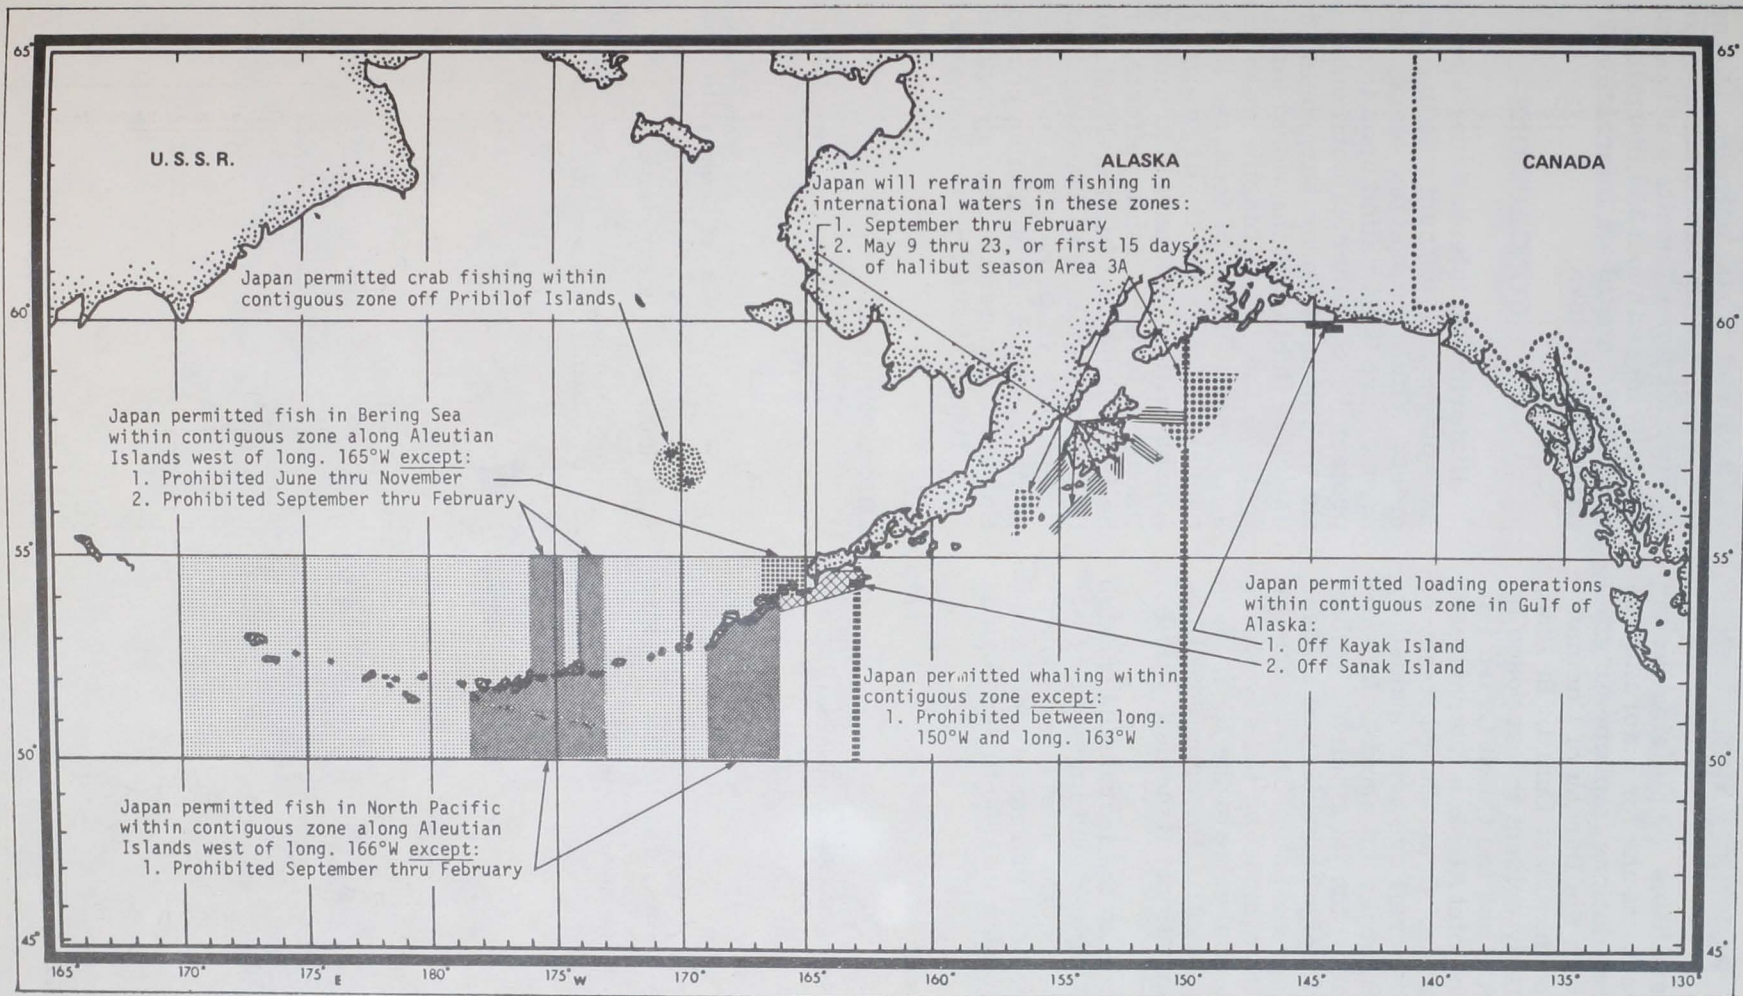 65°
65°
U. S. S. R.
ALASKA
CANADA
Japan will refrain from fishing in
international waters in these zones:
1. September thru February
2. May 9 thru 23, or first 15 days
of halibut season Area 3A
Japan permitted crab fishing within
contiguous zone off Pribilof Islands
60°
60°
Japan permitted fish in Bering Sea
within contiguous zone along Aleutian
Islands west of long. 165°W except:
1. Prohibited June thru November
2. Prohibited September thru February
55°
55°
Japan permitted loading operations
within contiguous zone in Gulf of
Alaska:
1. Off Kayak Island
2. Off Sanak Island
Japan permitted whaling within
contiguous zone except:
1. Prohibited between long.
150°W and long. 163°W
50°
50°
Japan permitted fish in North Pacific
within contiguous zone along Aleutian
Islands west of long. 166°W except:
1. Prohibited September thru February
45°
45°
165° 170° 175° E 180° 175° W 170° 165° 160° 155° 150° 145° 140° 135° 130°